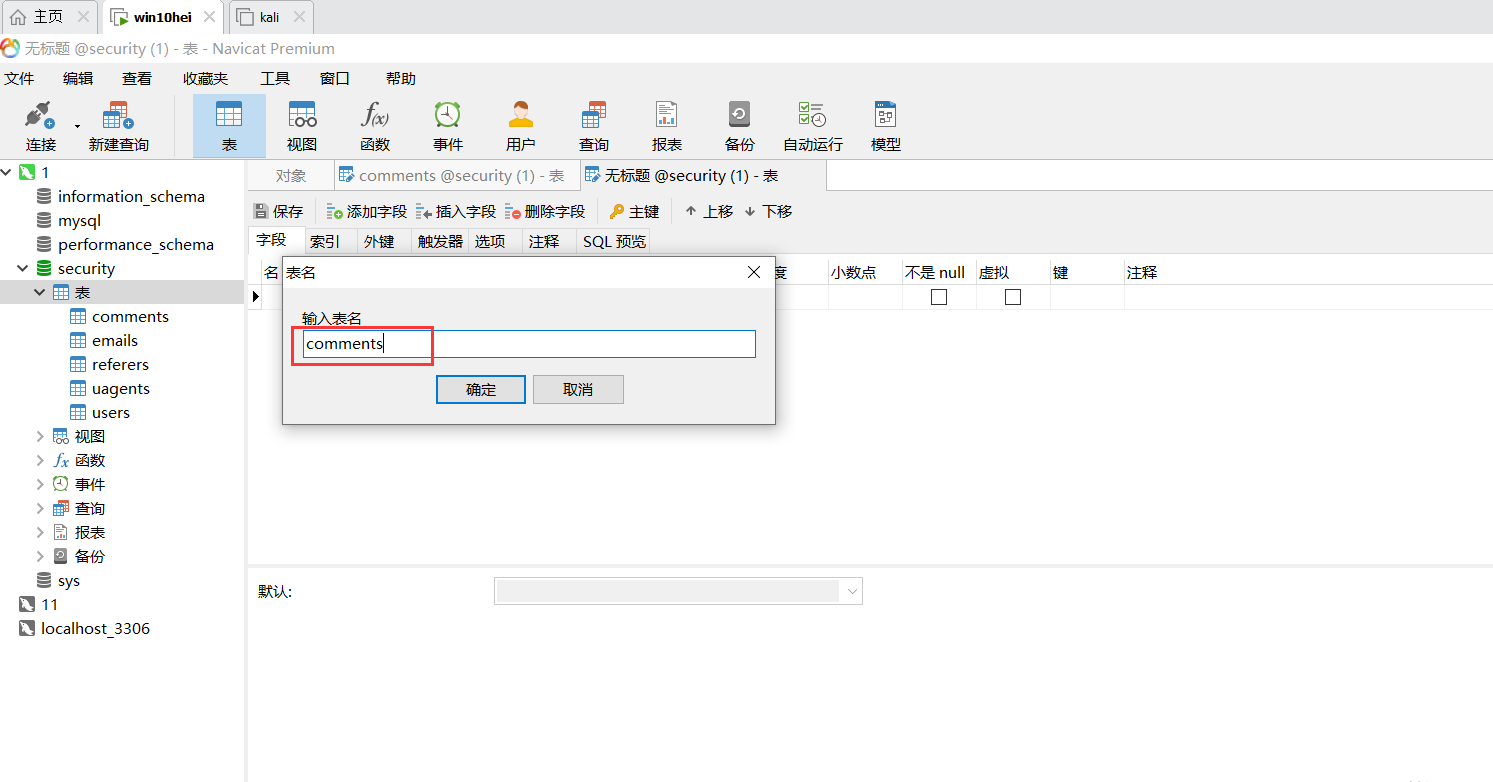 主页
win10hei
kali
无标题 @security (1) - 表 - Navicat Premium
文件 编辑 查看 收藏夹 工具 窗口 帮助
连接 新建查询 表 视图 函数 事件 用户 查询 报表 备份 自动运行 模型
1
information_schema
mysql
performance_schema
security
表
comments
emails
referers
uagents
users
视图
函数
事件
查询
报表
备份
sys
11
localhost_3306
对象 comments @security (1) - 表 无标题 @security (1) - 表
保存 添加字段 插入字段 删除字段 主键 上移 下移
字段 索引 外键 触发器 选项 注释 SQL 预览
名 度 小数点 不是 null 虚拟 键 注释
表名
输入表名
comments
确定 取消
默认: